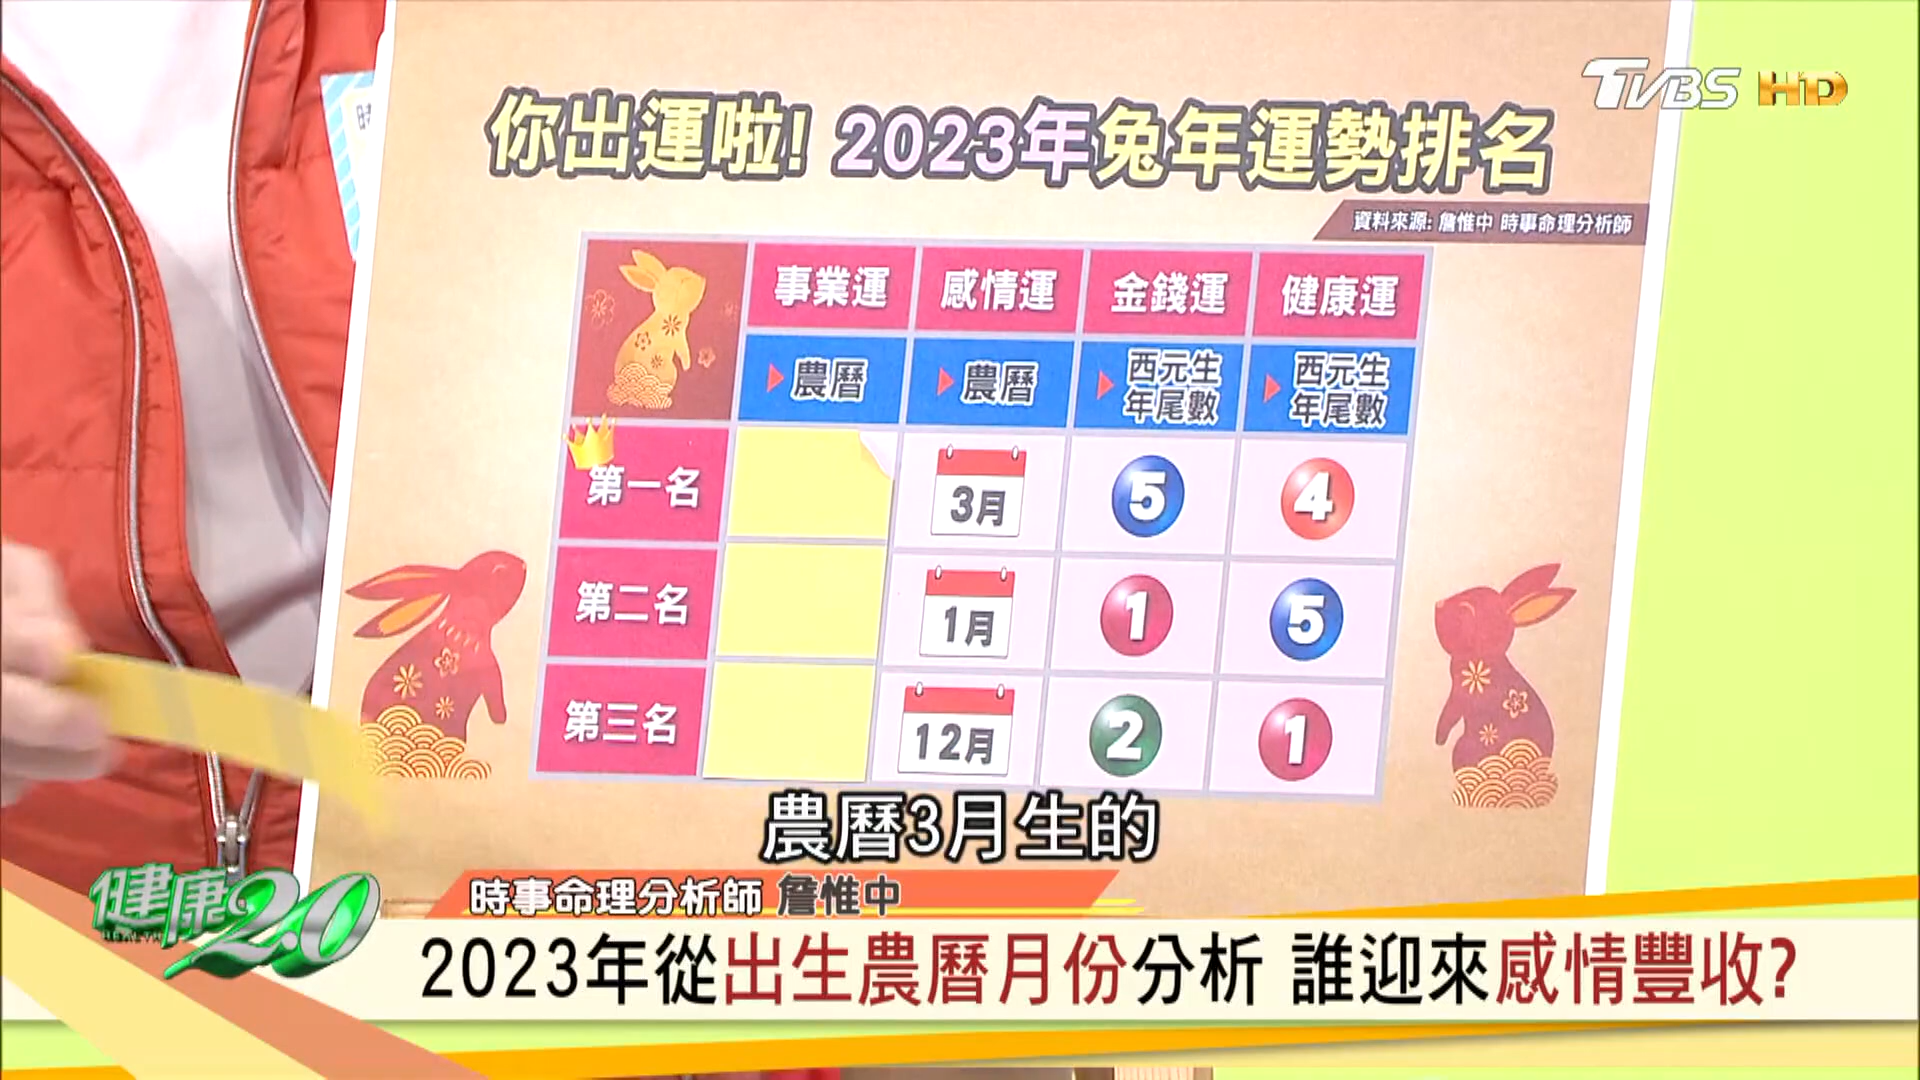 TVBS HD
時
你出運啦! 2023年兔年運勢排名
資料來源: 詹惟中 時事命理分析師
事業運 感情運 金錢運 健康運
農曆 農曆 西元生年尾數 西元生年尾數
第一名 3月 5 4
第二名 1月 1 5
第三名 12月 2 1
農曆3月生的
時事命理分析師 詹惟中
健康2.0
HEALTH
2023年從出生農曆月份分析 誰迎來感情豐收?